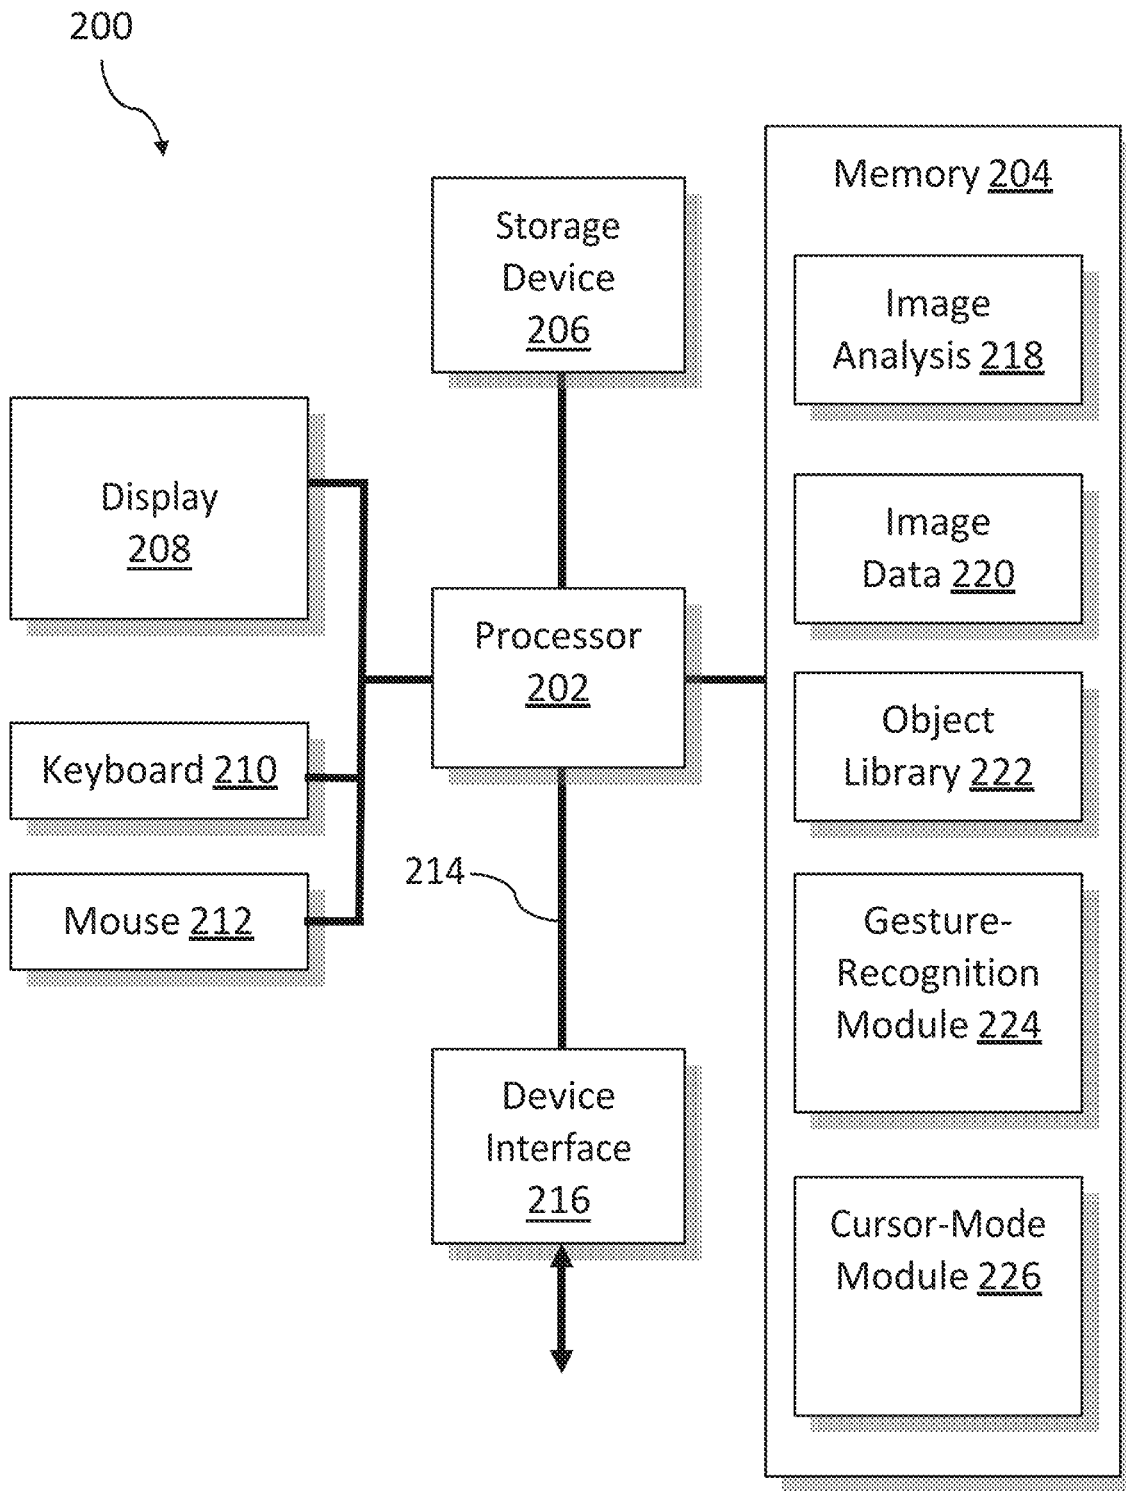 200
Storage
Device
206
Display
208
Keyboard 210
Mouse 212
Processor
202
214
Device
Interface
216
Memory 204
Image
Analysis 218
Image
Data 220
Object
Library 222
Gesture-
Recognition
Module 224
Cursor-Mode
Module 226